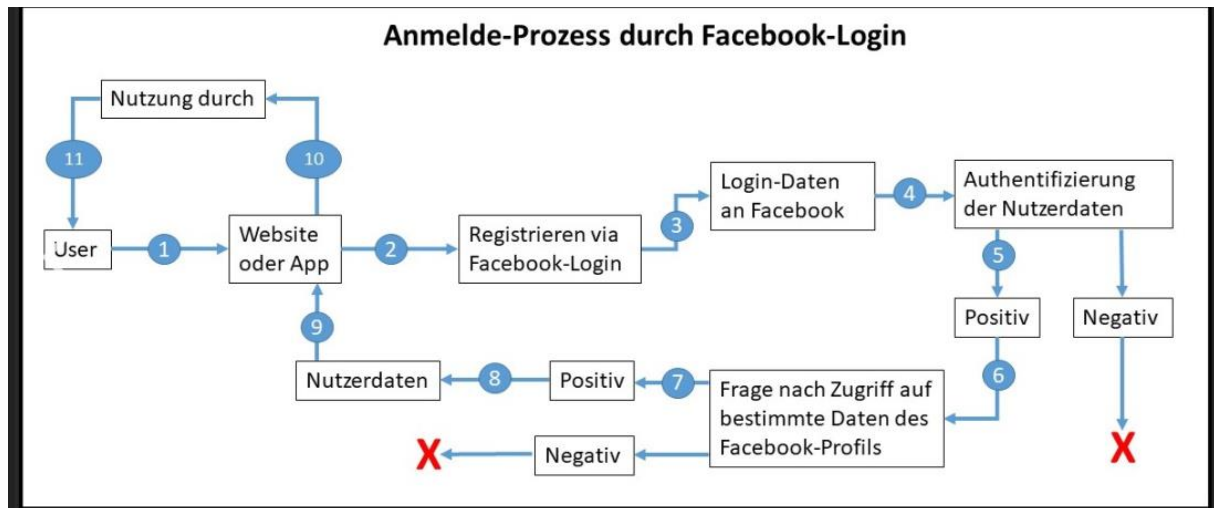 Anmelde-Prozess durch Facebook-Login
Nutzung durch
11
10
User
1
Website
oder App
2
Registrieren via
Facebook-Login
3
Login-Daten
an Facebook
4
Authentifizierung
der Nutzerdaten
5
Positiv
Negativ
6
X
Frage nach Zugriff auf
bestimmte Daten des
Facebook-Profils
7
Positiv
8
Nutzerdaten
9
Negativ
X